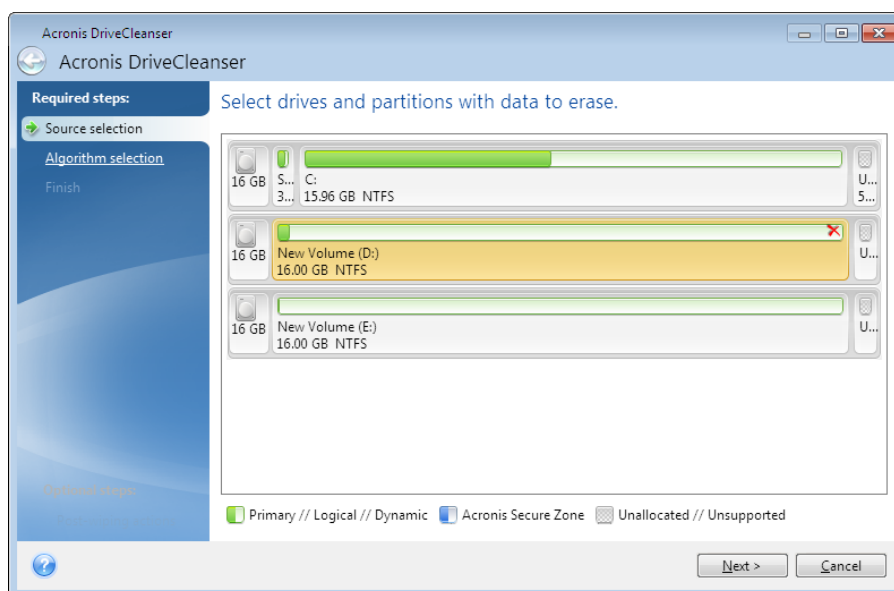 Acronis DriveCleanser
Acronis DriveCleanser
Required steps:
Source selection
Algorithm selection
Finish
Select drives and partitions with data to erase.
16 GB
S...
3...
C:
15.96 GB NTFS
U...
5...
16 GB
New Volume (D:)
16.00 GB NTFS
U...
16 GB
New Volume (E:)
16.00 GB NTFS
U...
Optional steps:
Primary // Logical // Dynamic
Acronis Secure Zone
Unallocated // Unsupported
Next >
Cancel